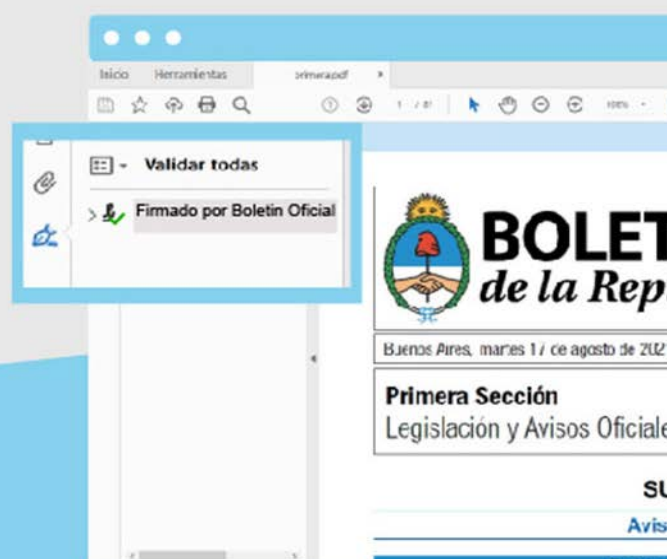 Inicio Herramientas primera.pdf ×
1 / 81 100%
Validar todas
Firmado por Boletin Oficial
BOLET
de la Rep
Buenos Aires, martes 17 de agosto de 202
Primera Sección
Legislación y Avisos Oficiale
SU
Avis